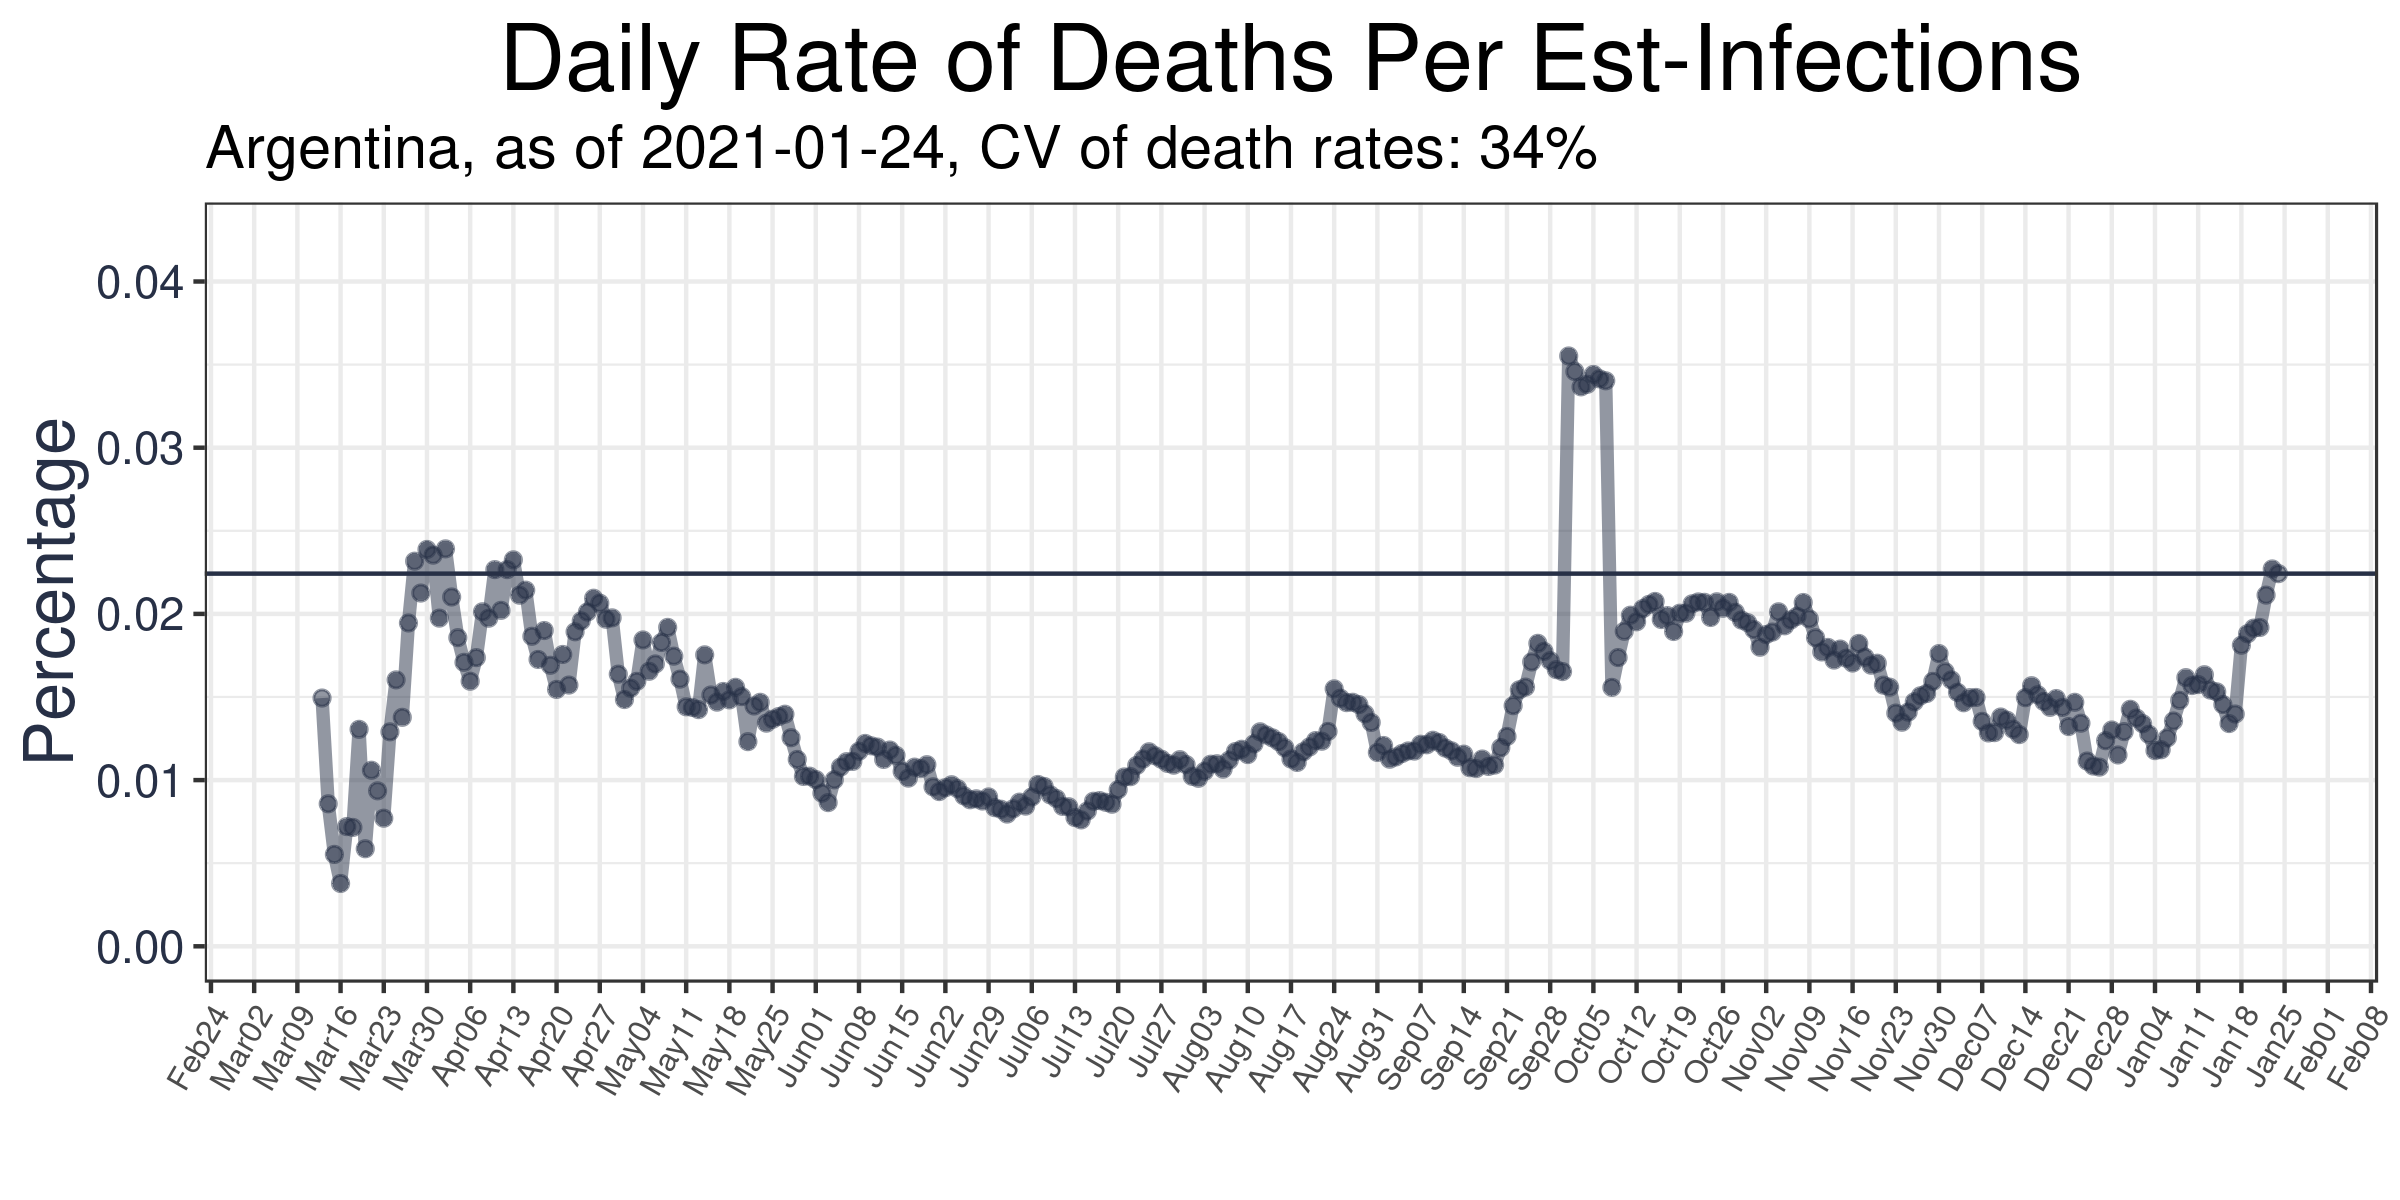 Daily Rate of Deaths Per Est-Infections
Argentina, as of 2021-01-24, CV of death rates: 34%
Percentage
0.04
0.03
0.02
0.01
0.00
Feb24
Mar02
Mar09
Mar16
Mar23
Mar30
Apr06
Apr13
Apr20
Apr27
May04
May11
May18
May25
Jun01
Jun08
Jun15
Jun22
Jun29
Jul06
Jul13
Jul20
Jul27
Aug03
Aug10
Aug17
Aug24
Aug31
Sep07
Sep14
Sep21
Sep28
Oct05
Oct12
Oct19
Oct26
Nov02
Nov09
Nov16
Nov23
Nov30
Dec07
Dec14
Dec21
Dec28
Jan04
Jan11
Jan18
Jan25
Feb01
Feb08